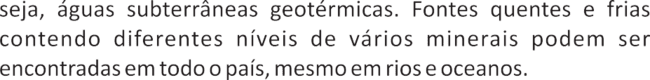 seja, águas subterrâneas geotérmicas. Fontes quentes e frias
contendo diferentes níveis de vários minerais podem ser
encontradas em todo o país, mesmo em rios e oceanos.